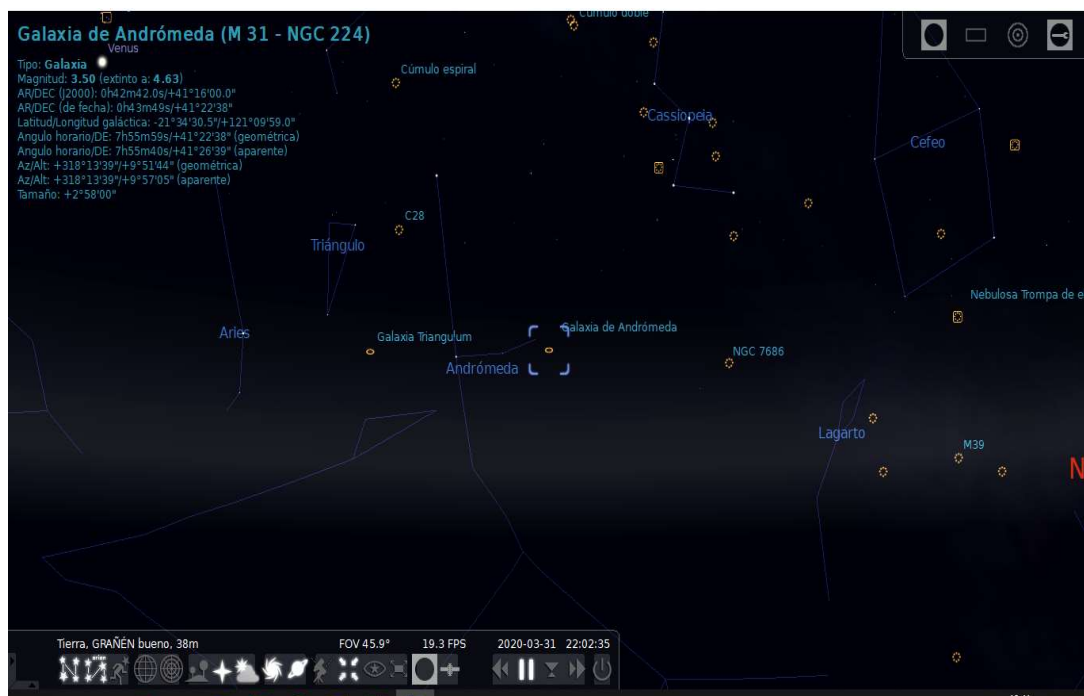 Cúmulo doble
Galaxia de Andrómeda (M 31 - NGC 224)
Venus
Tipo: Galaxia
Magnitud: 3.50 (extinto a: 4.63)
AR/DEC (J2000): 0h42m42.0s/+41°16'00.0"
AR/DEC (de fecha): 0h43m49s/+41°22'38"
Latitud/Longitud galáctica: -21°34'30.5"/+121°09'59.0"
Angulo horario/DE: 7h55m59s/+41°22'38" (geométrica)
Angulo horario/DE: 7h55m40s/+41°26'39" (aparente)
Az/Alt: +318°13'39"/+9°51'44" (geométrica)
Az/Alt: +318°13'39"/+9°57'05" (aparente)
Tamaño: +2°58'00"
Cúmulo espiral
Cassiopeia
Cefeo
C28
Triángulo
Nebulosa Trompa de e
Aries
Galaxia Triangulum
Galaxia de Andrómeda
NGC 7686
Andrómeda
Lagarto
M39
N
Tierra, GRAÑÉN bueno, 38m
FOV 45.9°
19.3 FPS
2020-03-31 22:02:35